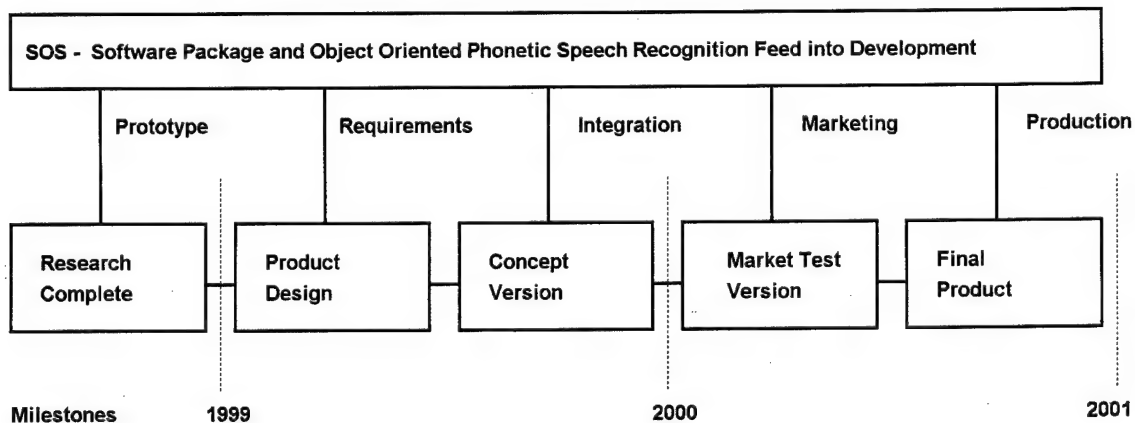 SOS - Software Package and Object Oriented Phonetic Speech Recognition Feed into Development
Prototype
Requirements
Integration
Marketing
Production
Research
Complete
Product
Design
Concept
Version
Market Test
Version
Final
Product
Milestones
1999
2000
2001